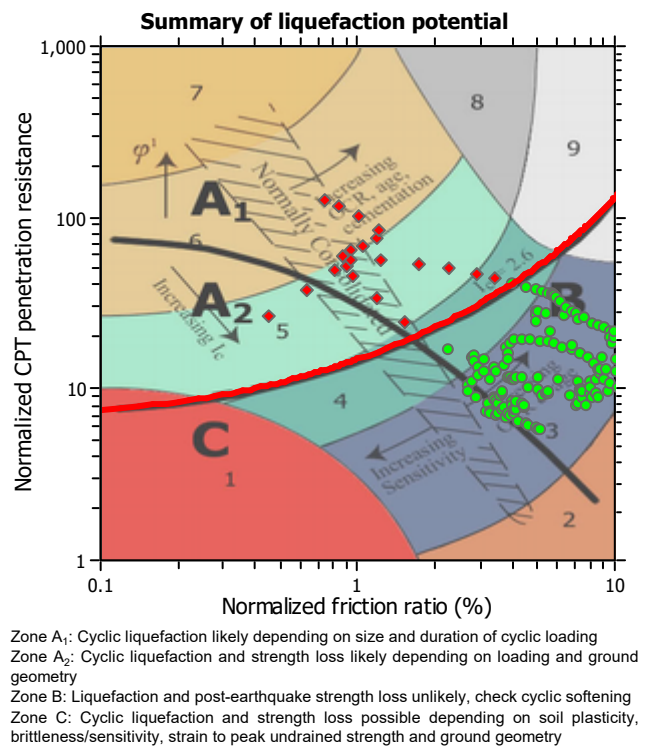 Summary of liquefaction potential
1,000
100
10
1
0.1
1
10
Normalized CPT penetration resistance
Normalized friction ratio (%)
7
8
9
φ'
A1
6
A2
5
4
C
1
B
3
2
Increasing
OCR, age,
cementation
Normally Consolidated
Ic = 2.6
Increasing Ic
Increasing
Sensitivity
Zone A1: Cyclic liquefaction likely depending on size and duration of cyclic loading
Zone A2: Cyclic liquefaction and strength loss likely depending on loading and ground
geometry
Zone B: Liquefaction and post-earthquake strength loss unlikely, check cyclic softening
Zone C: Cyclic liquefaction and strength loss possible depending on soil plasticity,
brittleness/sensitivity, strain to peak undrained strength and ground geometry